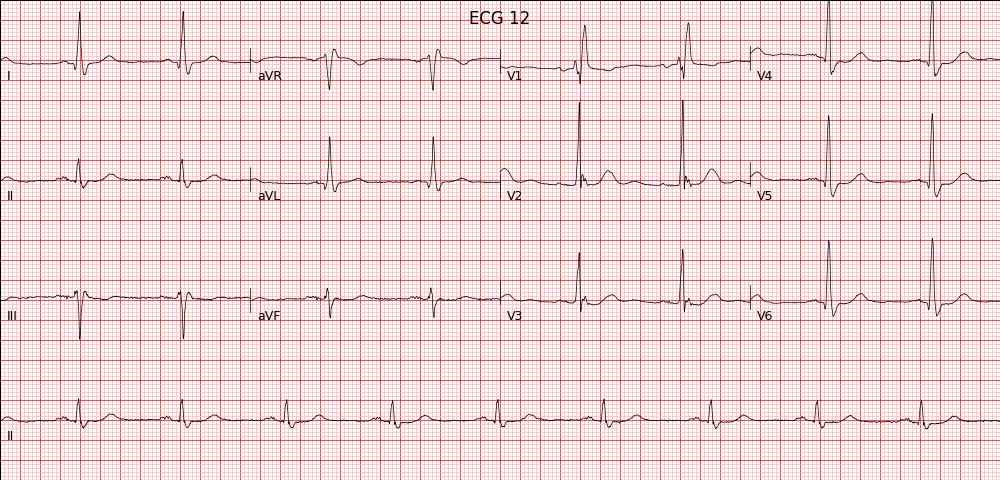 ECG 12
I aVR V1 V4
II aVL V2 V5
III aVF V3 V6
II